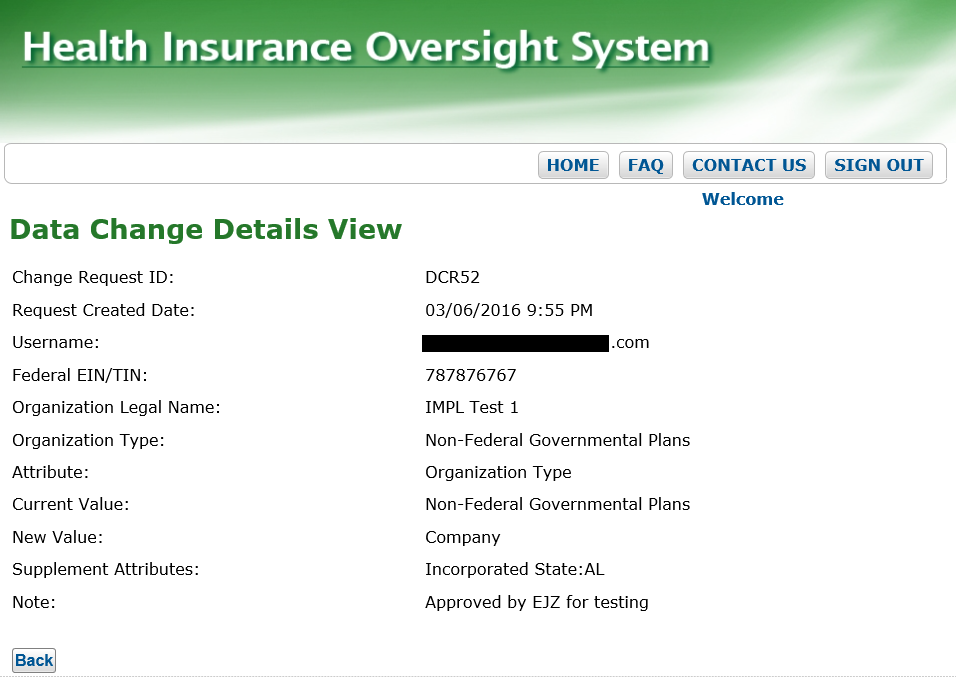 Health Insurance Oversight System
HOME FAQ CONTACT US SIGN OUT
Welcome
Data Change Details View
Change Request ID: DCR52
Request Created Date: 03/06/2016 9:55 PM
Username: .com
Federal EIN/TIN: 787876767
Organization Legal Name: IMPL Test 1
Organization Type: Non-Federal Governmental Plans
Attribute: Organization Type
Current Value: Non-Federal Governmental Plans
New Value: Company
Supplement Attributes: Incorporated State:AL
Note: Approved by EJZ for testing
Back